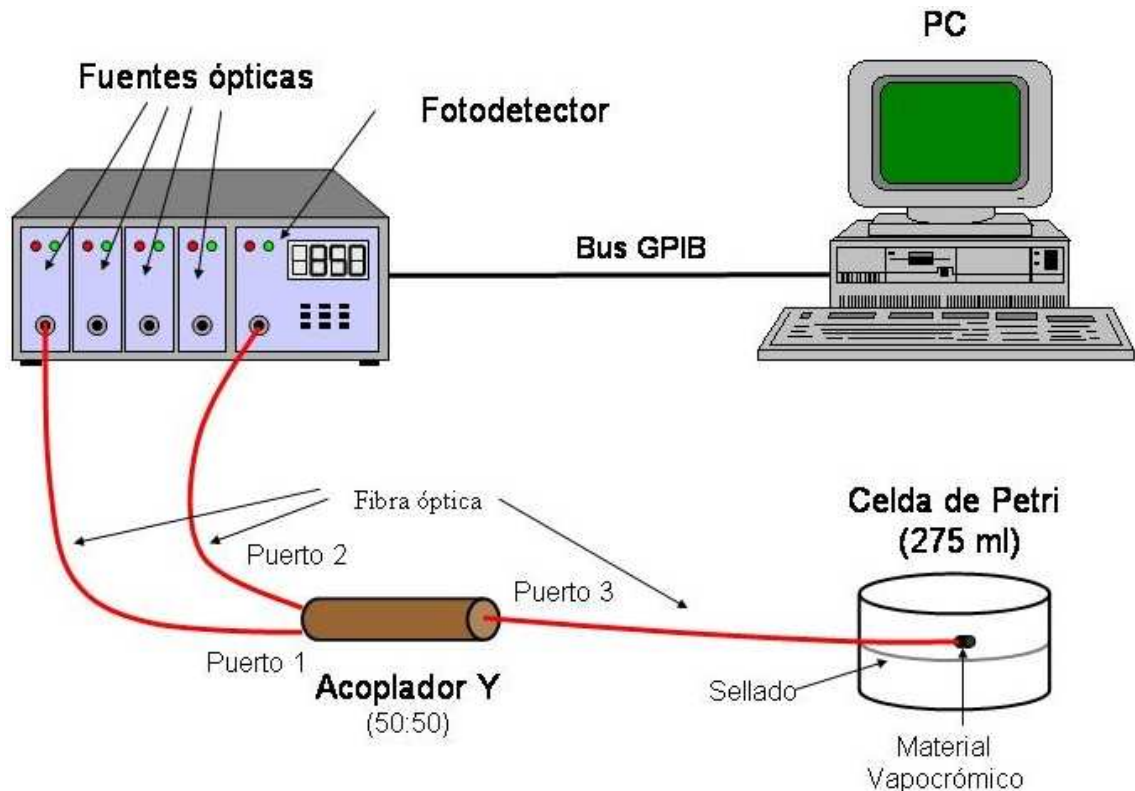 PC
Fuentes ópticas
Fotodetector
850
Bus GPIB
Fibra óptica
Celda de Petri
(275 ml)
Puerto 2
Puerto 3
Puerto 1
Sellado
Acoplador Y
(50:50)
Material
Vapocrómico